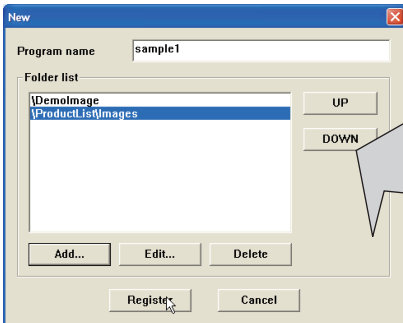 New
Program name sample1
Folder list
\DemoImage
\ProductList\Images
UP
DOWN
Add... Edit... Delete
Register Cancel